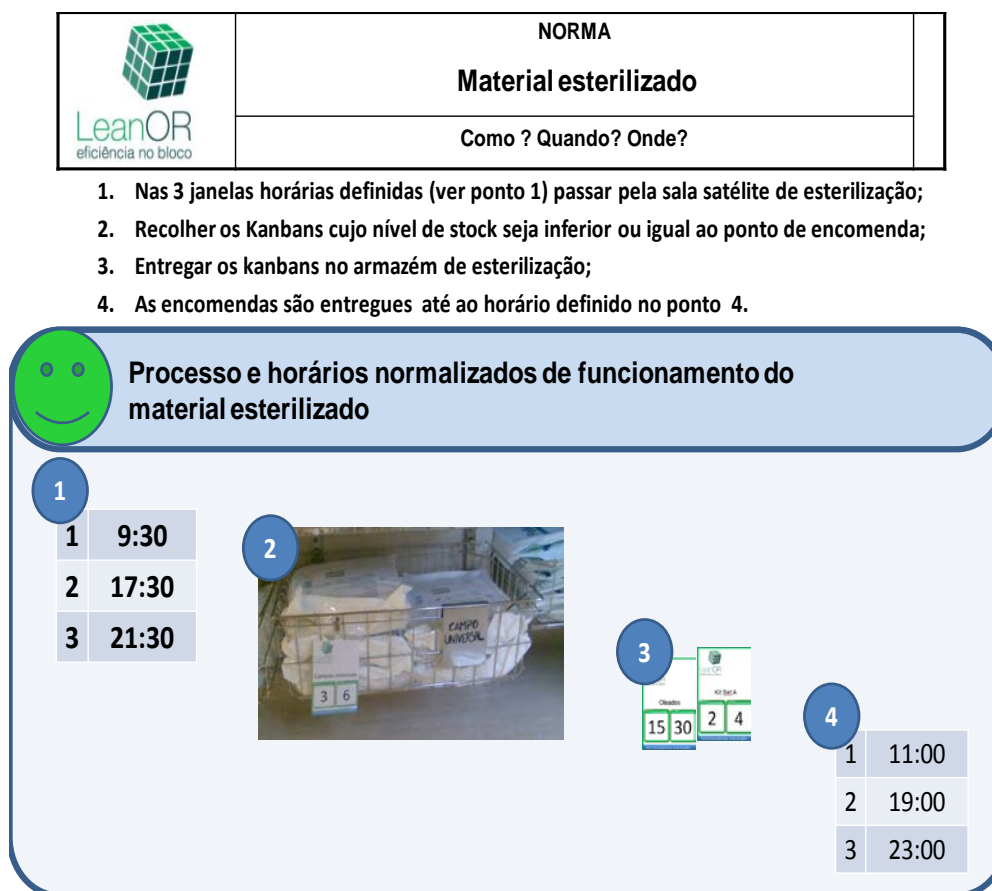 NORMA
Material esterilizado
Como ? Quando? Onde?
LeanOR
eficiência no bloco
1. Nas 3 janelas horárias definidas (ver ponto 1) passar pela sala satélite de esterilização;
2. Recolher os Kanbans cujo nível de stock seja inferior ou igual ao ponto de encomenda;
3. Entregar os kanbans no armazém de esterilização;
4. As encomendas são entregues até ao horário definido no ponto 4.
Processo e horários normalizados de funcionamento do
material esterilizado
1
1 9:30
2 17:30
3 21:30
2
CAMPO
UNIVERSAL
3 6
3
Oleados
15 30
LeanOR
Kit Set A
2 4
4
1 11:00
2 19:00
3 23:00